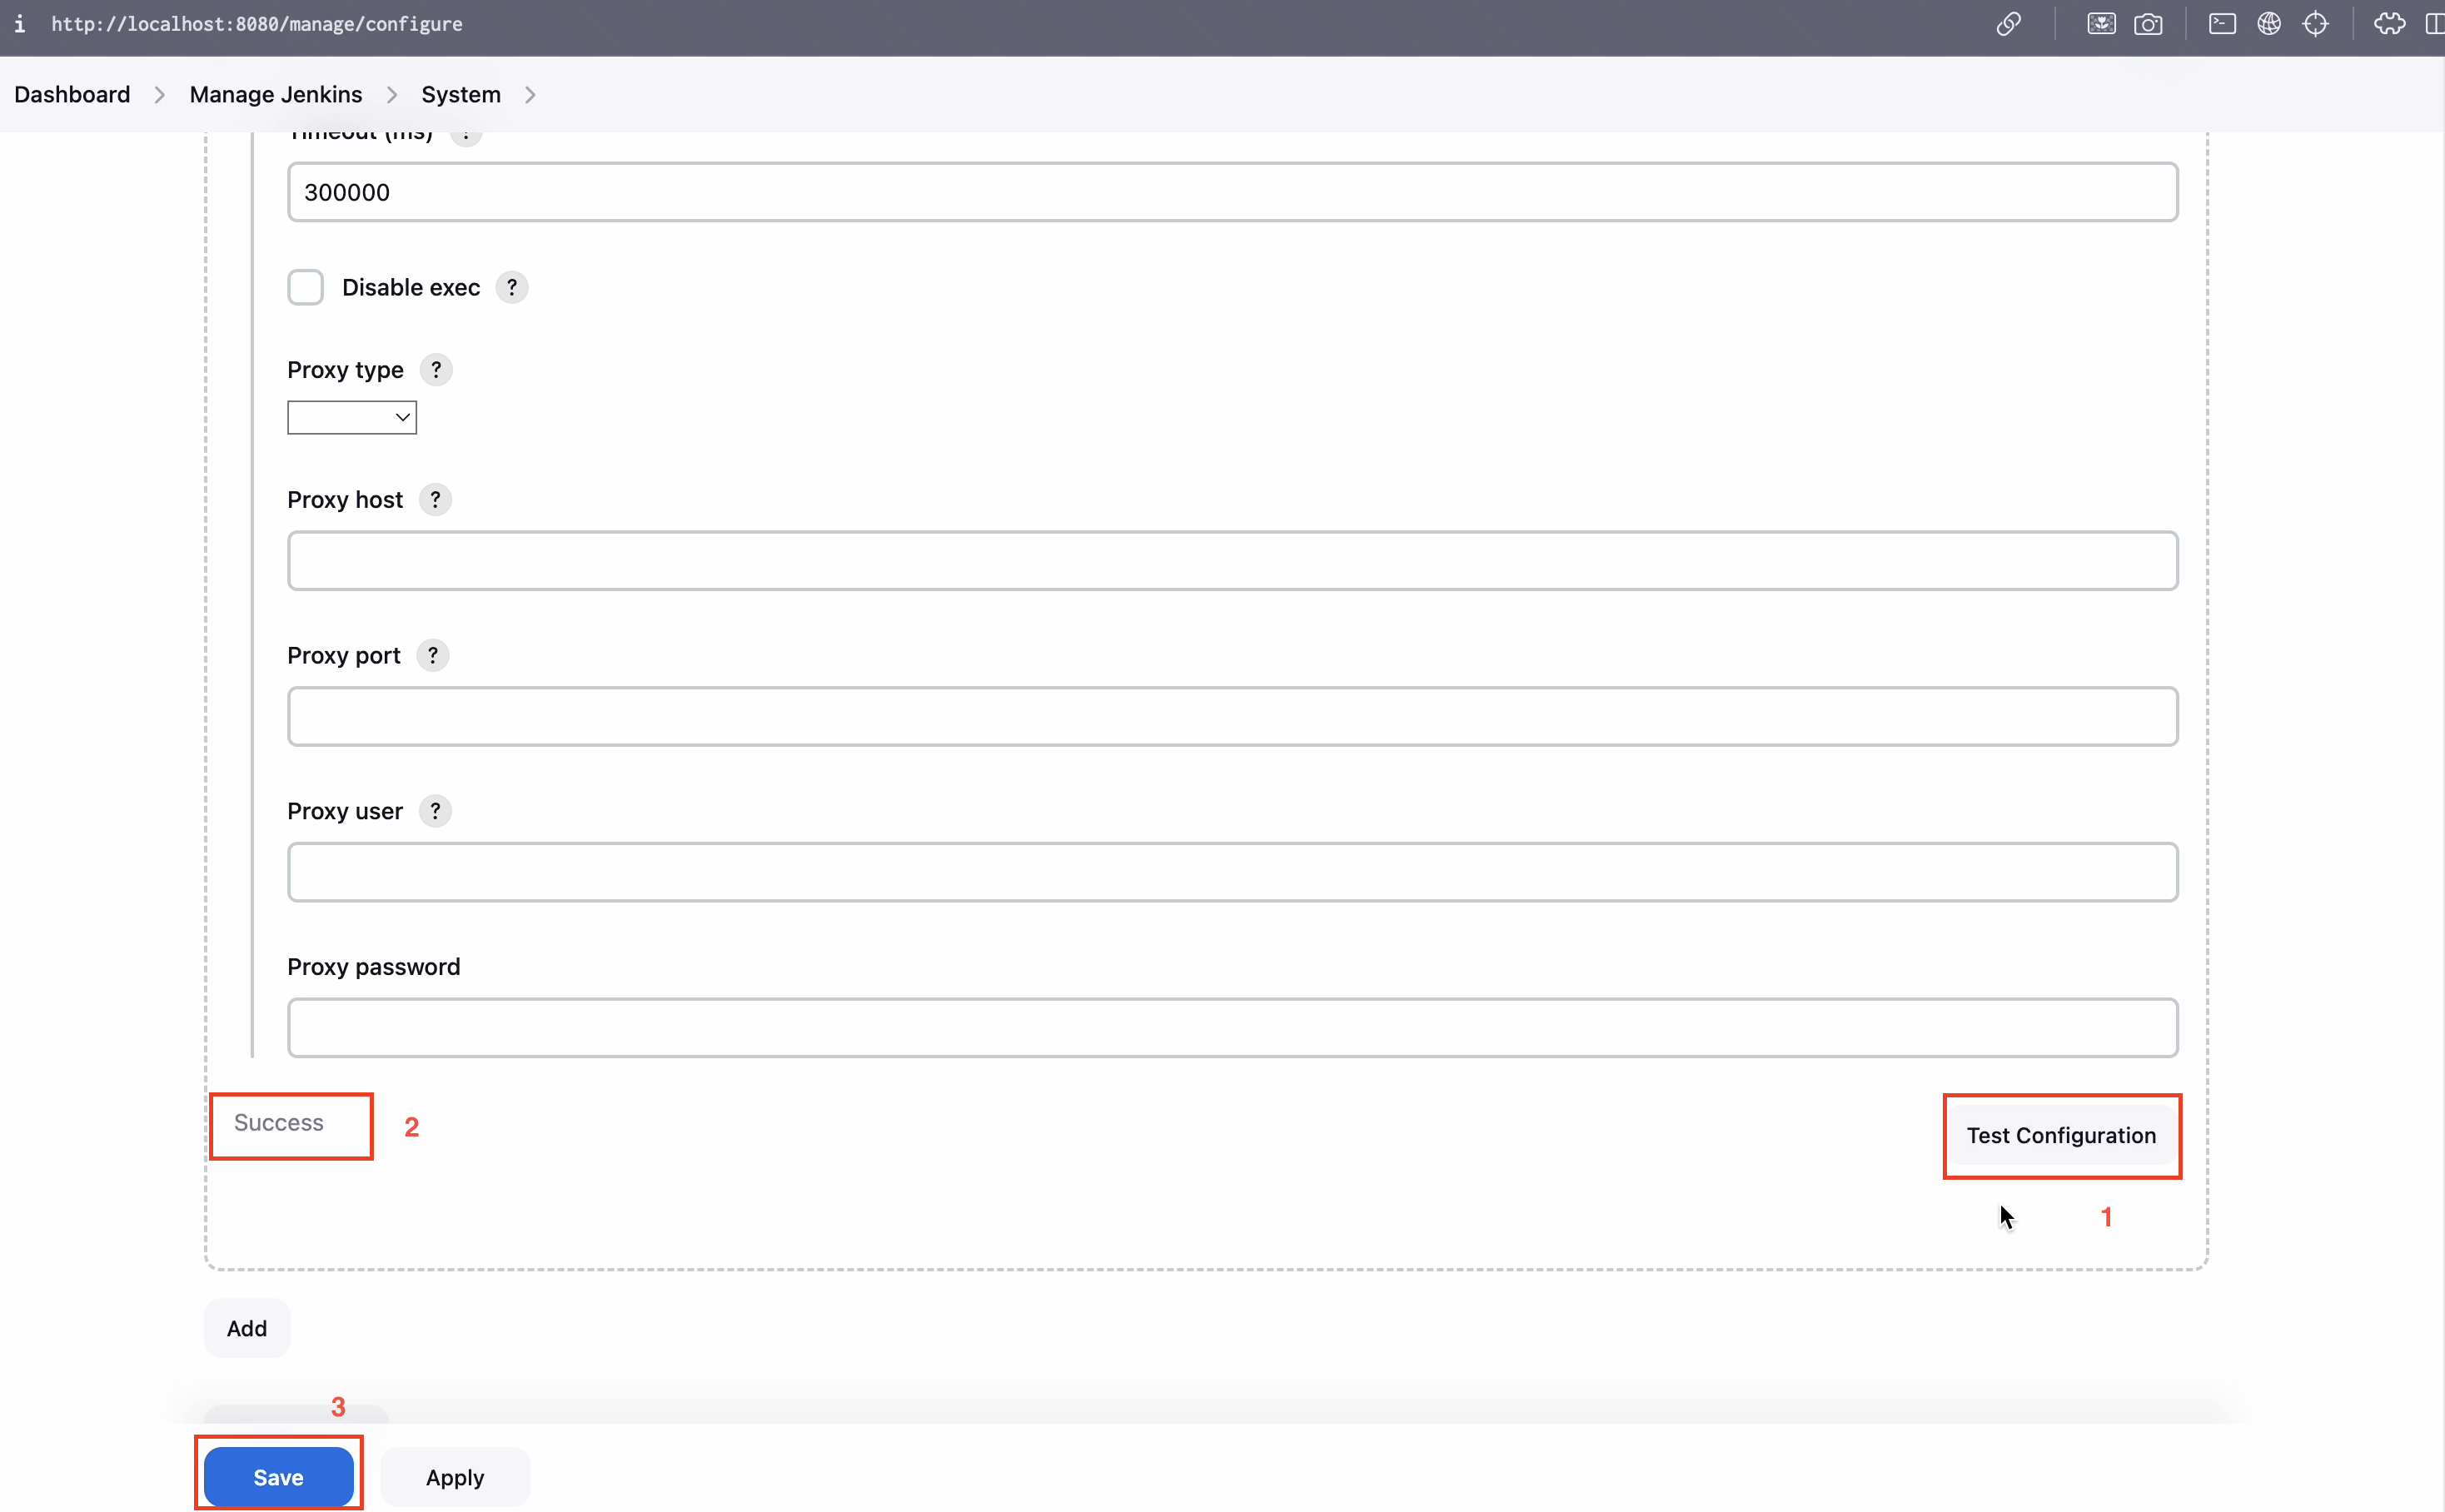 i http://localhost:8080/manage/configure
Dashboard > Manage Jenkins > System >
Timeout (ms) ?
300000
Disable exec ?
Proxy type ?
Proxy host ?
Proxy port ?
Proxy user ?
Proxy password
Success 2
Test Configuration
1
Add
3
Save Apply